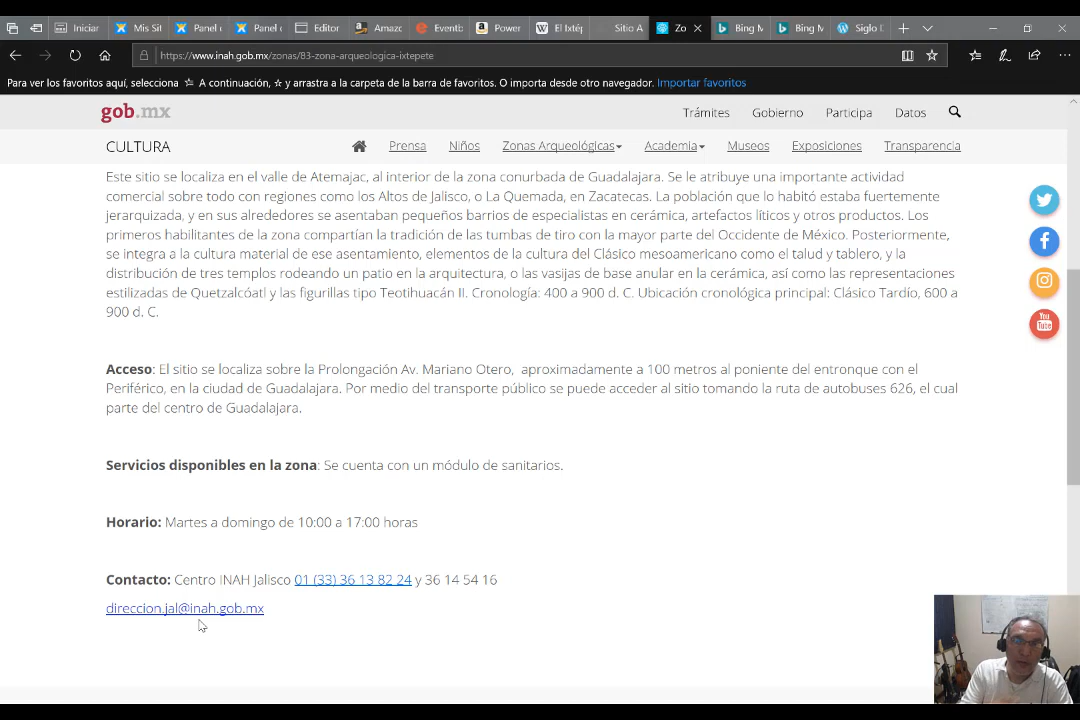 Iniciar
Mis Sit
Panel d
Panel d
Editor
Amazo
Eventb
Power
El Ixtép
Sitio A
Zo
Bing M
Bing M
Siglo D
https://www.inah.gob.mx/zonas/83-zona-arqueologica-ixtepete
Para ver los favoritos aquí, selecciona A continuación, y arrastra a la carpeta de la barra de favoritos. O importa desde otro navegador. Importar favoritos
gob.mx
Trámites Gobierno Participa Datos
CULTURA Prensa Niños Zonas Arqueológicas Academia Museos Exposiciones Transparencia
Este sitio se localiza en el valle de Atemajac, al interior de la zona conurbada de Guadalajara. Se le atribuye una importante actividad
comercial sobre todo con regiones como los Altos de Jalisco, o La Quemada, en Zacatecas. La población que lo habitó estaba fuertemente
jerarquizada, y en sus alrededores se asentaban pequeños barrios de especialistas en cerámica, artefactos líticos y otros productos. Los
primeros habilitantes de la zona compartían la tradición de las tumbas de tiro con la mayor parte del Occidente de México. Posteriormente,
se integra a la cultura material de ese asentamiento, elementos de la cultura del Clásico mesoamericano como el talud y tablero, y la
distribución de tres templos rodeando un patio en la arquitectura, o las vasijas de base anular en la cerámica, así como las representaciones
estilizadas de Quetzalcóatl y las figurillas tipo Teotihuacán II. Cronología: 400 a 900 d. C. Ubicación cronológica principal: Clásico Tardío, 600 a
900 d. C.
Acceso: El sitio se localiza sobre la Prolongación Av. Mariano Otero, aproximadamente a 100 metros al poniente del entronque con el
Periférico, en la ciudad de Guadalajara. Por medio del transporte público se puede acceder al sitio tomando la ruta de autobuses 626, el cual
parte del centro de Guadalajara.
Servicios disponibles en la zona: Se cuenta con un módulo de sanitarios.
Horario: Martes a domingo de 10:00 a 17:00 horas
Contacto: Centro INAH Jalisco 01 (33) 36 13 82 24 y 36 14 54 16
direccion.jal@inah.gob.mx
You
Tube